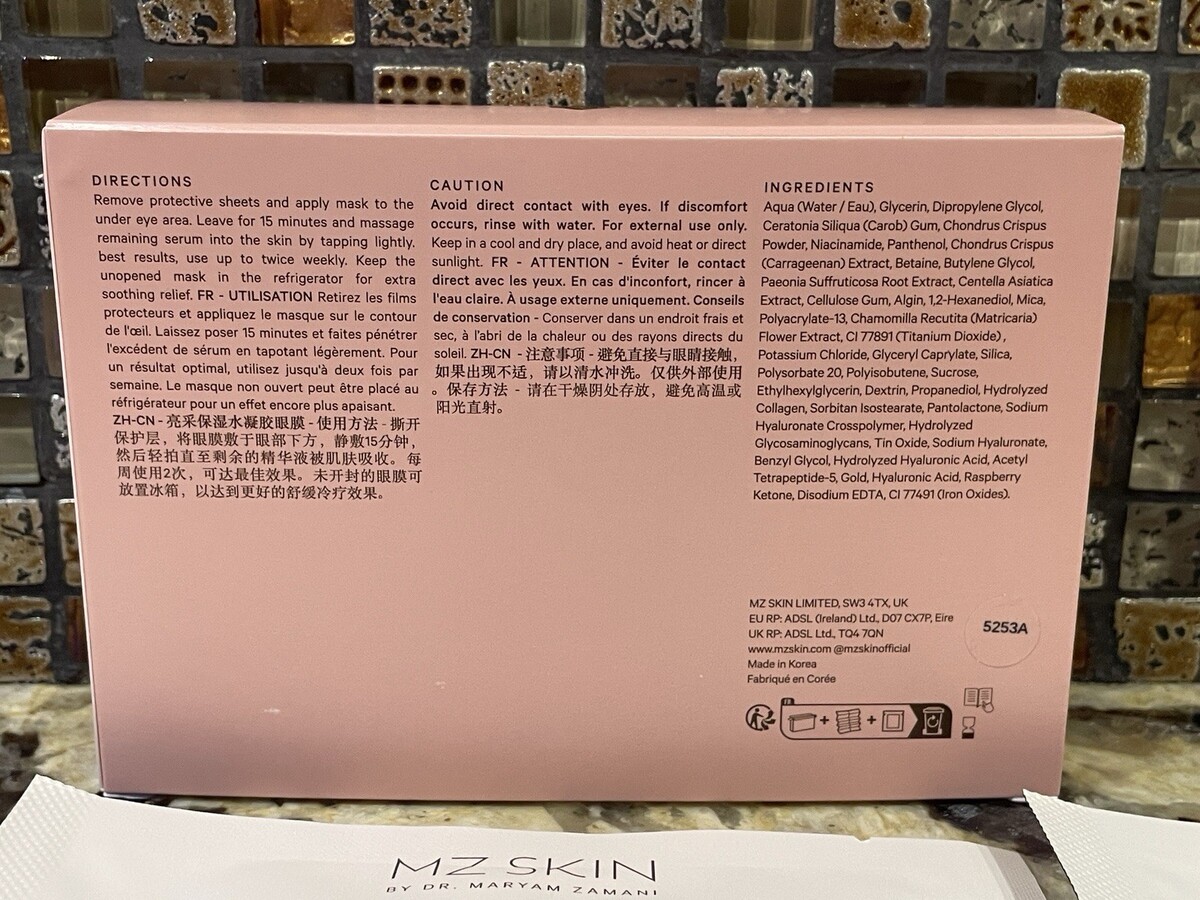 DIRECTIONS
Remove protective sheets and apply mask to the
under eye area. Leave for 15 minutes and massage
remaining serum into the skin by tapping lightly.
best results, use up to twice weekly. Keep the
unopened mask in the refrigerator for extra
soothing relief. FR - UTILISATION Retirez les films
protecteurs et appliquez le masque sur le contour
de l'œil. Laissez poser 15 minutes et faites pénétrer
l'excédent de sérum en tapotant légèrement. Pour
un résultat optimal, utilisez jusqu'à deux fois par
semaine. Le masque non ouvert peut être placé au
réfrigérateur pour un effet encore plus apaisant.
ZH-CN - 亮采保湿水凝胶眼膜 - 使用方法 - 撕开
保护层，将眼膜敷于眼部下方，静敷15分钟，
然后轻拍直至剩余的精华液被肌肤吸收。每
周使用2次，可达最佳效果。未开封的眼膜可
放置冰箱，以达到更好的舒缓冷疗效果。
CAUTION
Avoid direct contact with eyes. If discomfort
occurs, rinse with water. For external use only.
Keep in a cool and dry place, and avoid heat or direct
sunlight. FR - ATTENTION - Éviter le contact
direct avec les yeux. En cas d'inconfort, rincer à
l'eau claire. À usage externe uniquement. Conseils
de conservation - Conserver dans un endroit frais et
sec, à l'abri de la chaleur ou des rayons directs du
soleil. ZH-CN - 注意事项 - 避免直接与眼睛接触，
如果出现不适，请以清水冲洗。仅供外部使用
。保存方法 - 请在干燥阴处存放，避免高温或
阳光直射。
INGREDIENTS
Aqua (Water / Eau), Glycerin, Dipropylene Glycol,
Ceratonia Siliqua (Carob) Gum, Chondrus Crispus
Powder, Niacinamide, Panthenol, Chondrus Crispus
(Carrageenan) Extract, Betaine, Butylene Glycol,
Paeonia Suffruticosa Root Extract, Centella Asiatica
Extract, Cellulose Gum, Algin, 1,2-Hexanediol, Mica,
Polyacrylate-13, Chamomilla Recutita (Matricaria)
Flower Extract, CI 77891 (Titanium Dioxide) ,
Potassium Chloride, Glyceryl Caprylate, Silica,
Polysorbate 20, Polyisobutene, Sucrose,
Ethylhexylglycerin, Dextrin, Propanediol, Hydrolyzed
Collagen, Sorbitan Isostearate, Pantolactone, Sodium
Hyaluronate Crosspolymer, Hydrolyzed
Glycosaminoglycans, Tin Oxide, Sodium Hyaluronate,
Benzyl Glycol, Hydrolyzed Hyaluronic Acid, Acetyl
Tetrapeptide-5, Gold, Hyaluronic Acid, Raspberry
Ketone, Disodium EDTA, CI 77491 (Iron Oxides).
MZ SKIN LIMITED, SW3 4TX, UK
EU RP: ADSL (Ireland) Ltd., D07 CX7P, Eire
UK RP: ADSL Ltd., TQ4 7QN
www.mzskin.com @mzskinofficial
Made in Korea
Fabriqué en Corée
5253A
FR
MZ SKIN
BY DR. MARYAM ZAMANI